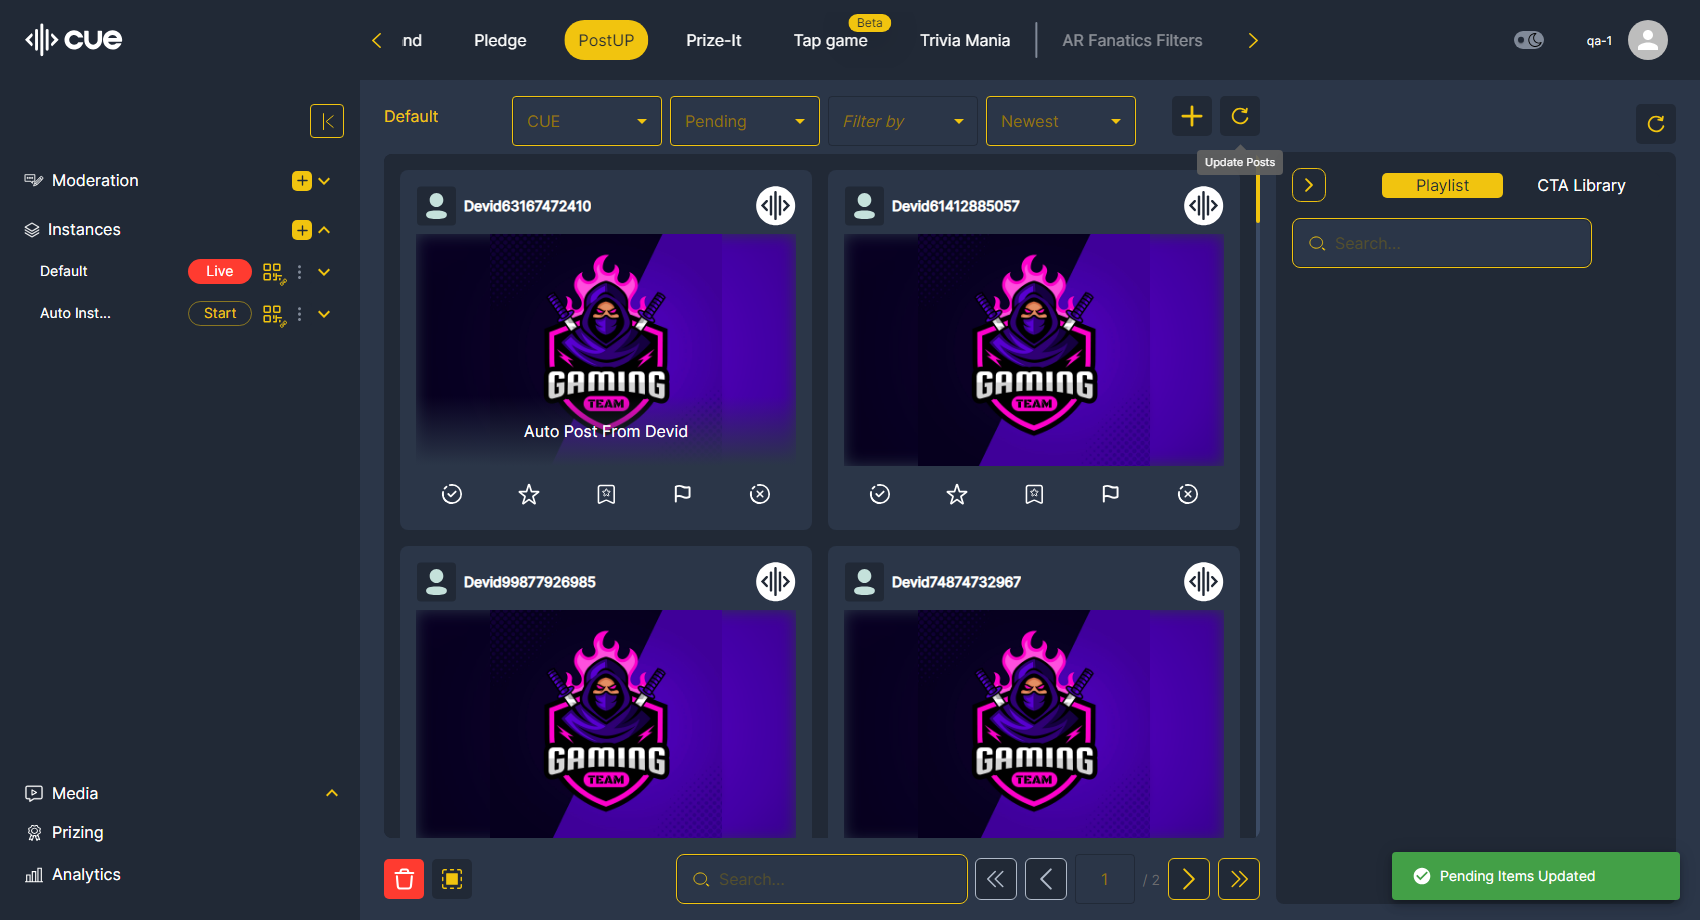 cue
nd
Pledge
PostUP
Prize-It
Beta
Tap game
Trivia Mania
AR Fanatics Filters
qa-1
Default
CUE
Pending
Filter by
Newest
Update Posts
Moderation
Instances
Default
Live
Auto Inst...
Start
Media
Prizing
Analytics
Devid63167472410
GAMING
TEAM
Auto Post From Devid
Devid61412885057
GAMING
TEAM
Devid99877926985
GAMING
TEAM
Devid74874732967
GAMING
TEAM
Playlist
CTA Library
Search...
Search...
1
/ 2
Pending Items Updated